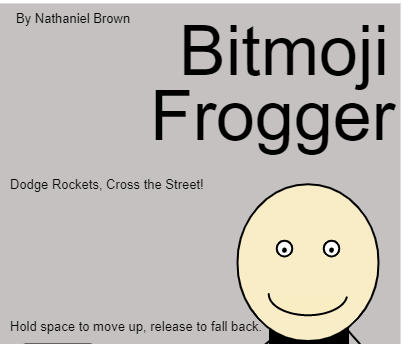 By Nathaniel Brown
Bitmoji
Frogger
Dodge Rockets, Cross the Street!
Hold space to move up, release to fall back.